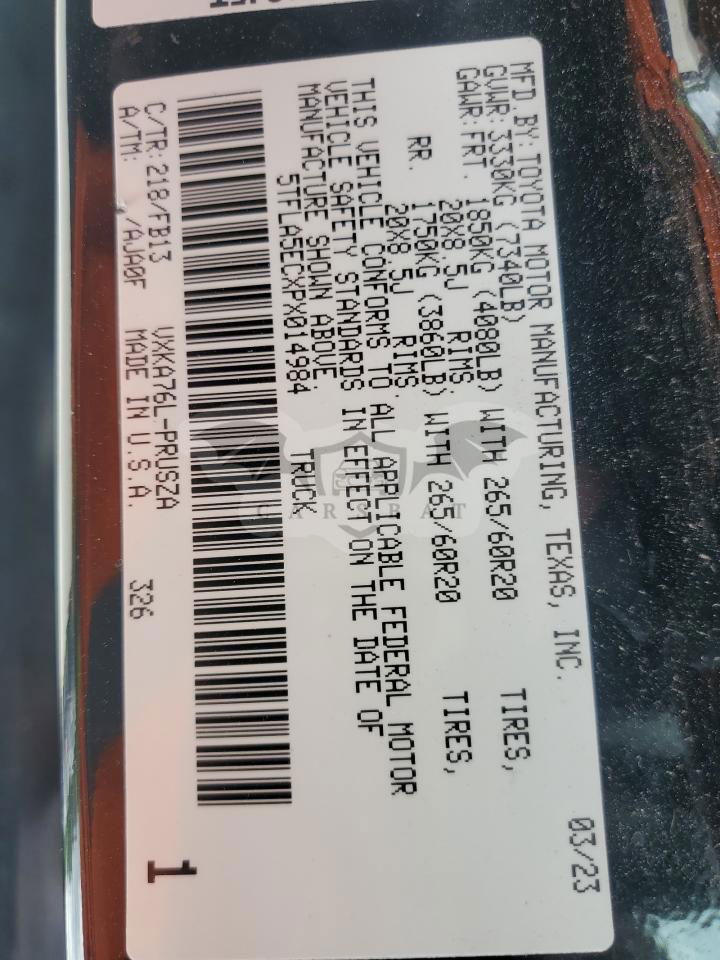 MFD BY: TOYOTA MOTOR MANUFACTURING, TEXAS, INC. 03/23
GVWR: 3330KG (7340LB)
GAWR: FRT. 1850KG (4080LB) WITH 265/60R20 TIRES,
20X8.5J RIMS,
RR. 1750KG (3860LB) WITH 265/60R20 TIRES,
20X8.5J RIMS.
THIS VEHICLE CONFORMS TO ALL APPLICABLE FEDERAL MOTOR
VEHICLE SAFETY STANDARDS IN EFFECT ON THE DATE OF
MANUFACTURE SHOWN ABOVE.
5TFLA5ECXPX014984 TRUCK
C/TR: 218/FB13 VXKA76L-PRUSZA 326
A/TM: /AJA0F MADE IN U.S.A.
1
CARSBAT